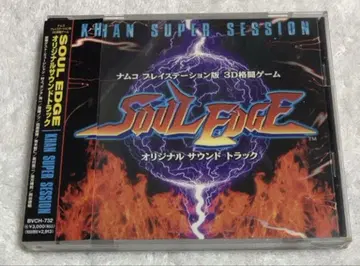 KHAN SUPER SESSION
ナムコ プレイステーション版 3D格闘ゲーム
SOUL EDGE
TM
オリジナル サウンド トラック
SOUL EDGE
オリジナルサウンドトラック
KHAN SUPER SESSION
BVCH-732